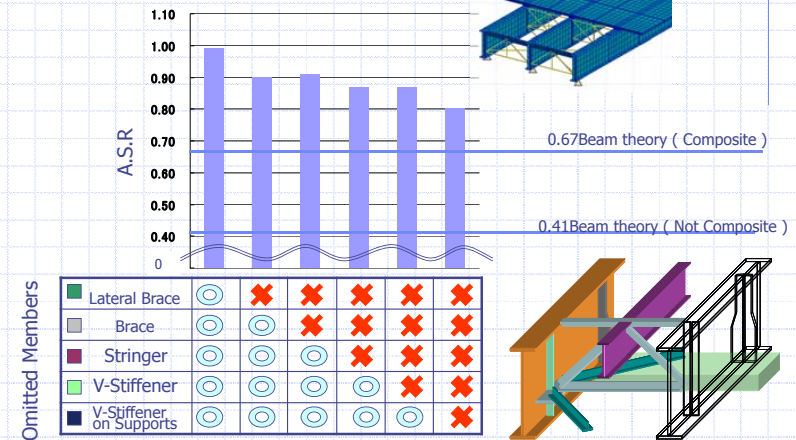 1.10
1.00
0.90
0.80
0.70
0.60
0.50
0.40
0
A.S.R
0.67Beam theory ( Composite )
0.41Beam theory ( Not Composite )
Omitted Members
Lateral Brace
Brace
Stringer
V-Stiffener
V-Stiffener
on Supports